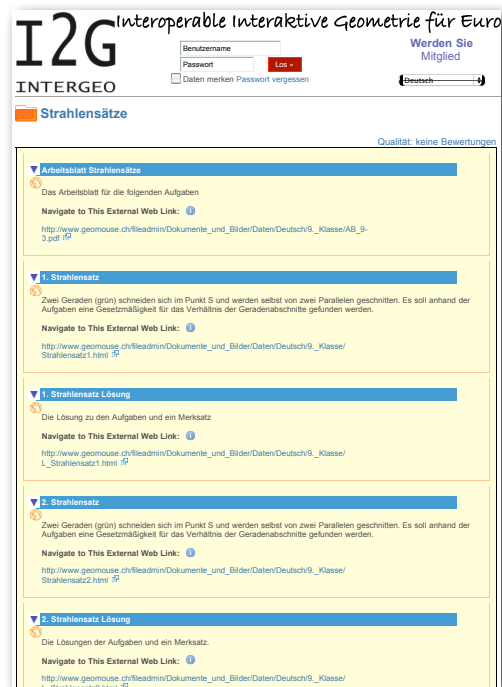 I2G
INTERGEO
Interoperable Interaktive Geometrie für Euro
Benutzername
Passwort
Los »
Daten merken Passwort vergessen
Werden Sie
Mitglied
Deutsch
Strahlensätze
Qualität: keine Bewertungen
Arbeitsblatt Strahlensätze
Das Arbeitsblatt für die folgenden Aufgaben
Navigate to This External Web Link:
http://www.geomouse.ch/fileadmin/Dokumente_und_Bilder/Daten/Deutsch/9._Klasse/AB_9-
3.pdf
1. Strahlensatz
Zwei Geraden (grün) schneiden sich im Punkt S und werden selbst von zwei Parallelen geschnitten. Es soll anhand der
Aufgaben eine Gesetzmäßigkeit für das Verhältnis der Geradenabschnitte gefunden werden.
Navigate to This External Web Link:
http://www.geomouse.ch/fileadmin/Dokumente_und_Bilder/Daten/Deutsch/9._Klasse/
Strahlensatz1.html
1. Strahlensatz Lösung
Die Lösung zu den Aufgaben und ein Merksatz
Navigate to This External Web Link:
http://www.geomouse.ch/fileadmin/Dokumente_und_Bilder/Daten/Deutsch/9._Klasse/
L_Strahlensatz1.html
2. Strahlensatz
Zwei Geraden (grün) schneiden sich im Punkt S und werden selbst von zwei Parallelen geschnitten. Es soll anhand der
Aufgaben eine Gesetzmäßigkeit für das Verhältnis der Geradenabschnitte gefunden werden.
Navigate to This External Web Link:
http://www.geomouse.ch/fileadmin/Dokumente_und_Bilder/Daten/Deutsch/9._Klasse/
Strahlensatz2.html
2. Strahlensatz Lösung
Die Lösungen der Aufgaben und ein Merksatz.
Navigate to This External Web Link:
http://www.geomouse.ch/fileadmin/Dokumente_und_Bilder/Daten/Deutsch/9._Klasse/